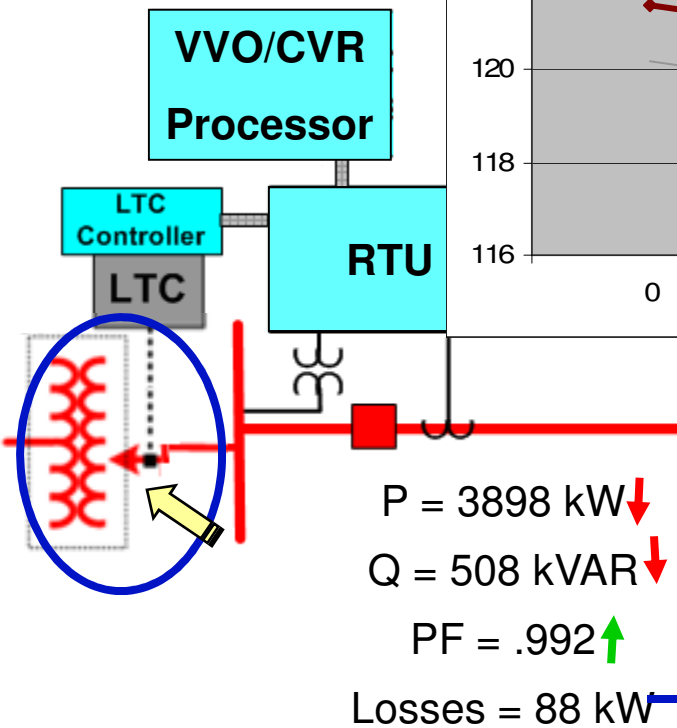 VVO/CVR
Processor
LTC
Controller
LTC
RTU
120
118
116
0
P = 3898 kW
Q = 508 kVAR
PF = .992
Losses = 88 kW